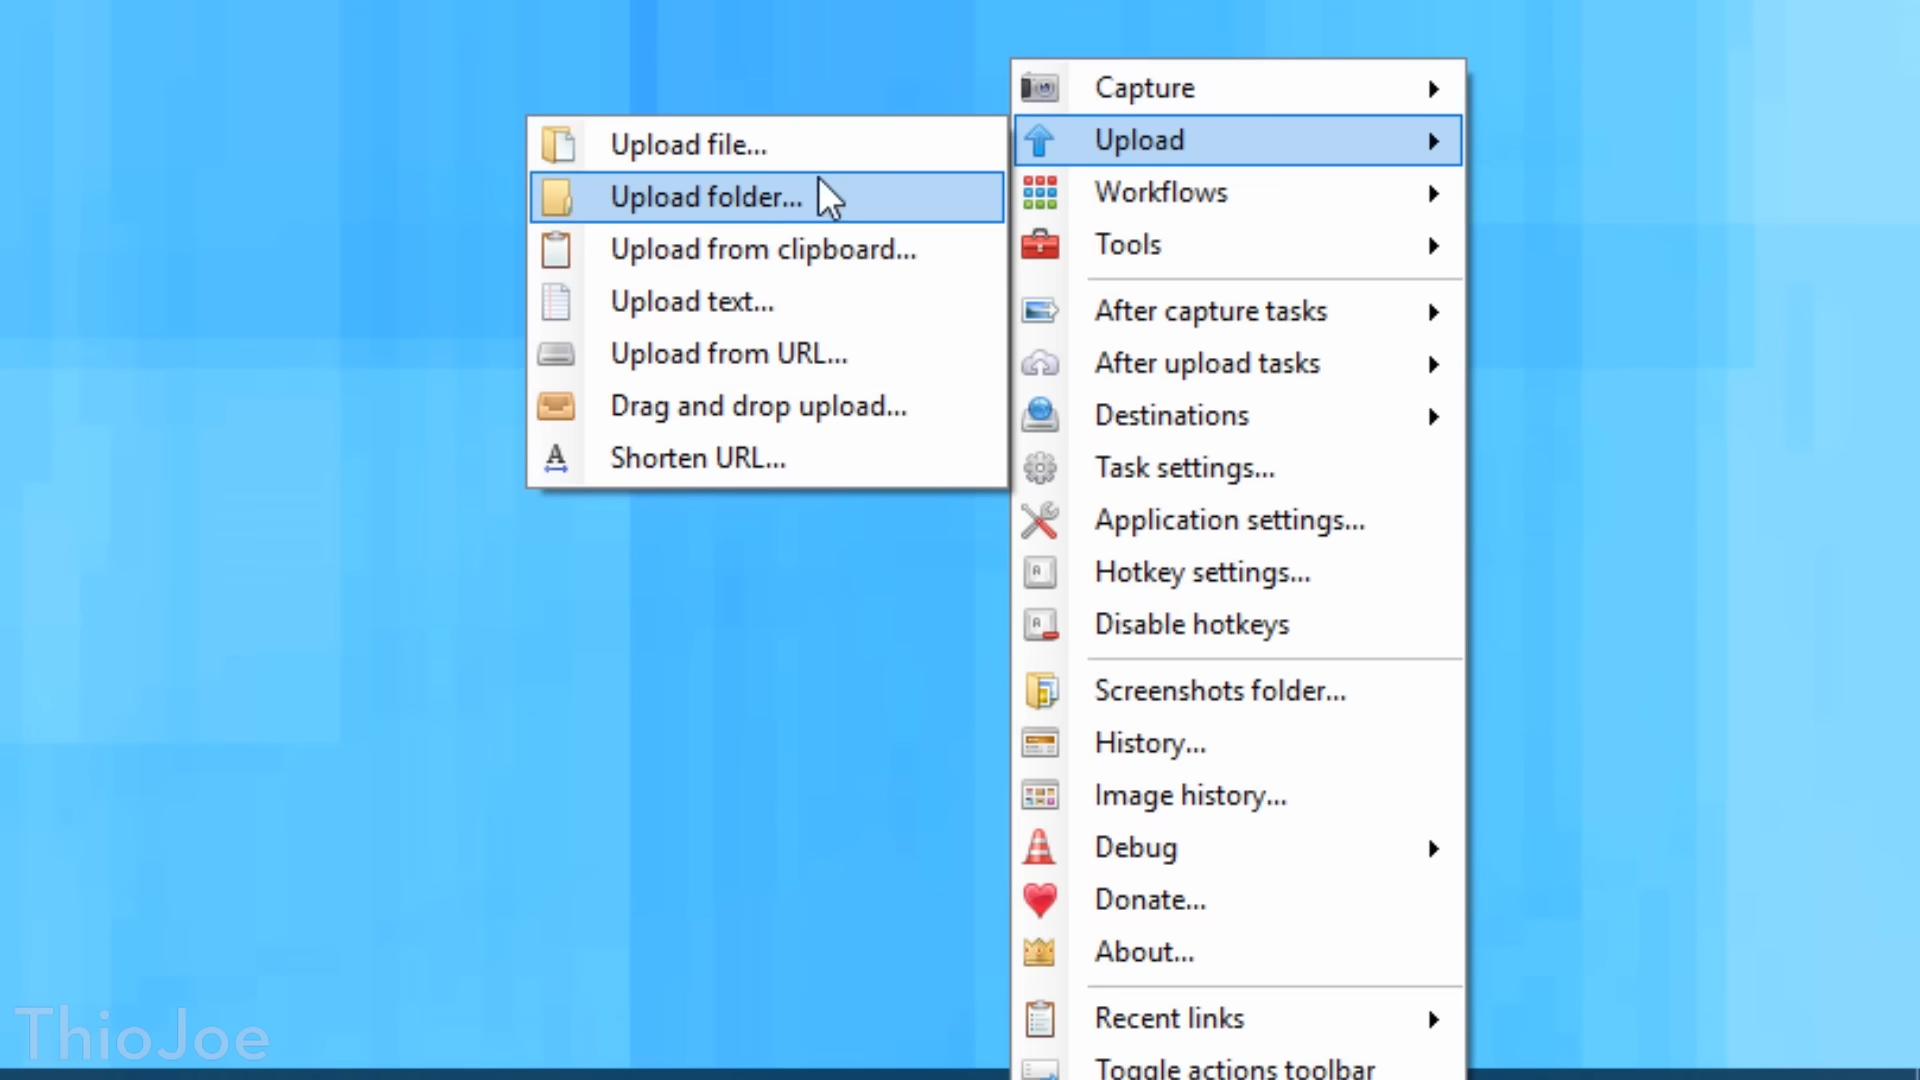 Upload file...
Upload folder...
Upload from clipboard...
Upload text...
Upload from URL...
Drag and drop upload...
Shorten URL...
Capture
Upload
Workflows
Tools
After capture tasks
After upload tasks
Destinations
Task settings...
Application settings...
Hotkey settings...
Disable hotkeys
Screenshots folder...
History...
Image history...
Debug
Donate...
About...
Recent links
Toggle actions toolbar
ThioJoe